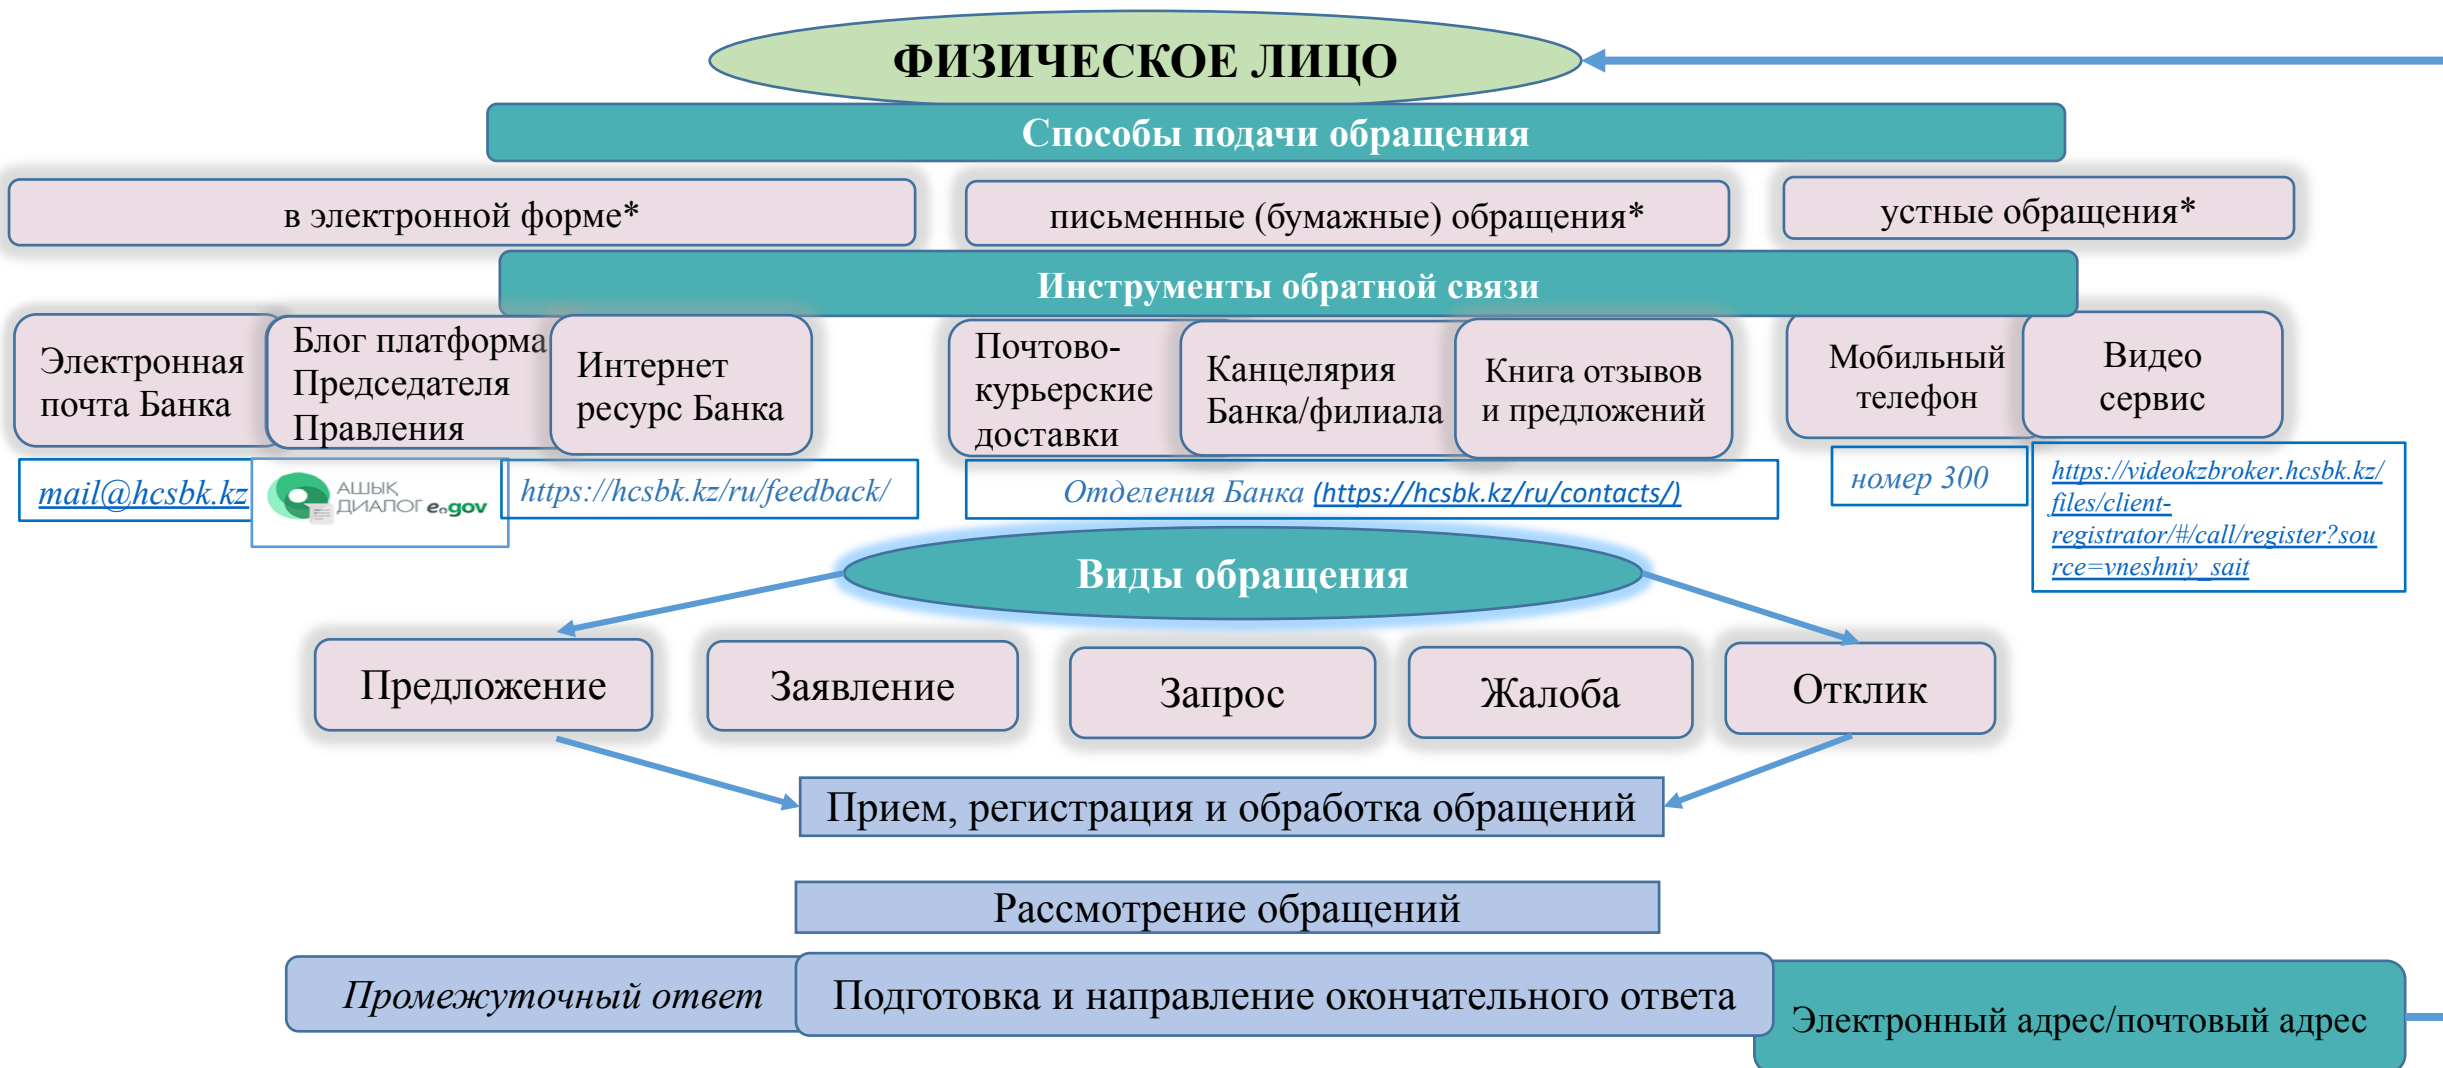 ФИЗИЧЕСКОЕ ЛИЦО
Способы подачи обращения
в электронной форме*
письменные (бумажные) обращения*
устные обращения*
Инструменты обратной связи
Электронная
почта Банка
Блог платформа
Председателя
Правления
Интернет
ресурс Банка
Почтово-
курьерские
доставки
Канцелярия
Банка/филиала
Книга отзывов
и предложений
Мобильный
телефон
Видео
сервис
mail@hcsbk.kz
АШЫҚ
ДИАЛОГ e.gov
https://hcsbk.kz/ru/feedback/
Отделения Банка (https://hcsbk.kz/ru/contacts/)
номер 300
https://videokzbroker.hcsbk.kz/
files/client-
registrator/#/call/register?sou
rce=vneshniy_sait
Виды обращения
Предложение
Заявление
Запрос
Жалоба
Отклик
Прием, регистрация и обработка обращений
Рассмотрение обращений
Промежуточный ответ
Подготовка и направление окончательного ответа
Электронный адрес/почтовый адрес